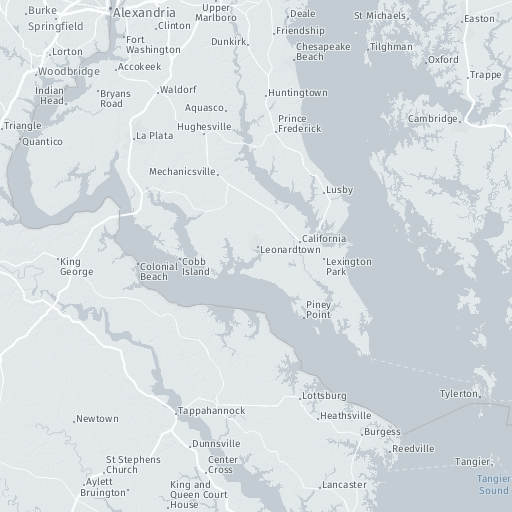 Burke
Alexandria
Clinton
Upper
Marlboro
Deale
St Michaels
Easton
Springfield
Friendship
Lorton
Fort
Washington
Dunkirk
Chesapeake
Beach
Tilghman
Oxford
Woodbridge
Accokeek
Trappe
Indian
Head
Bryans
Road
Waldorf
Huntingtown
Aquasco
Triangle
Hughesville
Prince
Frederick
Cambridge
Quantico
La Plata
Mechanicsville
Lusby
California
Leonardtown
King
George
Colonial
Beach
Cobb
Island
Lexington
Park
Piney
Point
Lottsburg
Tylerton
Newtown
Tappahannock
Heathsville
Burgess
Dunnsville
Reedville
St Stephens
Church
Center
Cross
Tangier
Aylett
Bruington
King and
Queen Court
House
Lancaster
Tangier
Sound